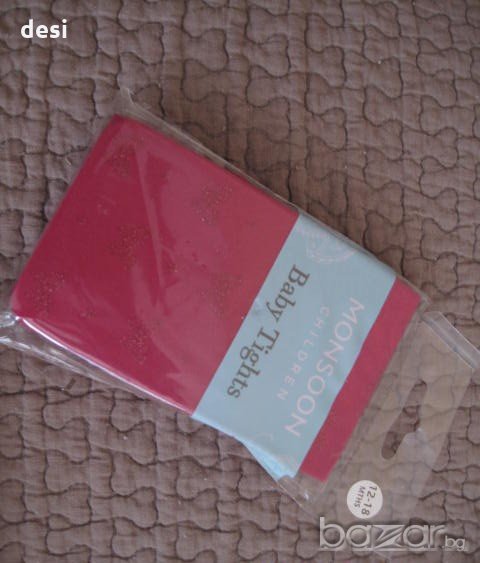 desi
MONSOON
CHILDREN
Baby Tights
12-18
MTHS
bazar.bg